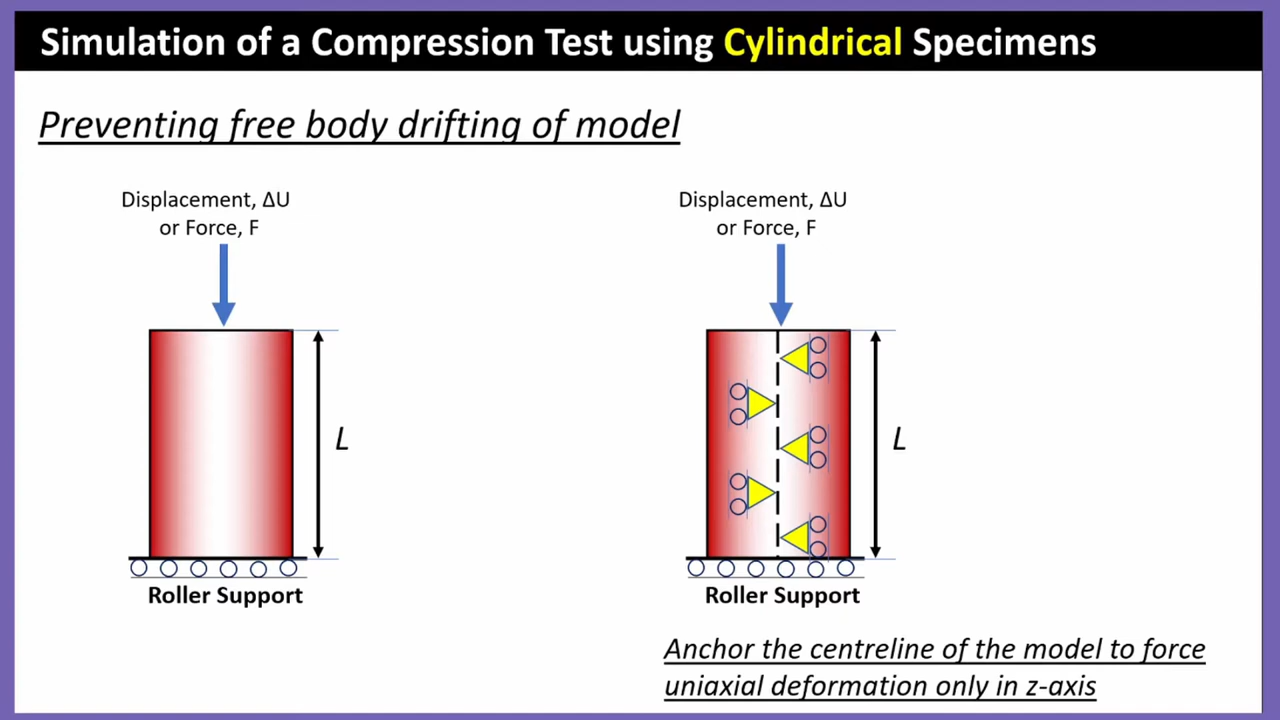 Simulation of a Compression Test using Cylindrical Specimens
Preventing free body drifting of model
Displacement, ΔU
or Force, F
L
Roller Support
Displacement, ΔU
or Force, F
L
Roller Support
Anchor the centreline of the model to force
uniaxial deformation only in z-axis